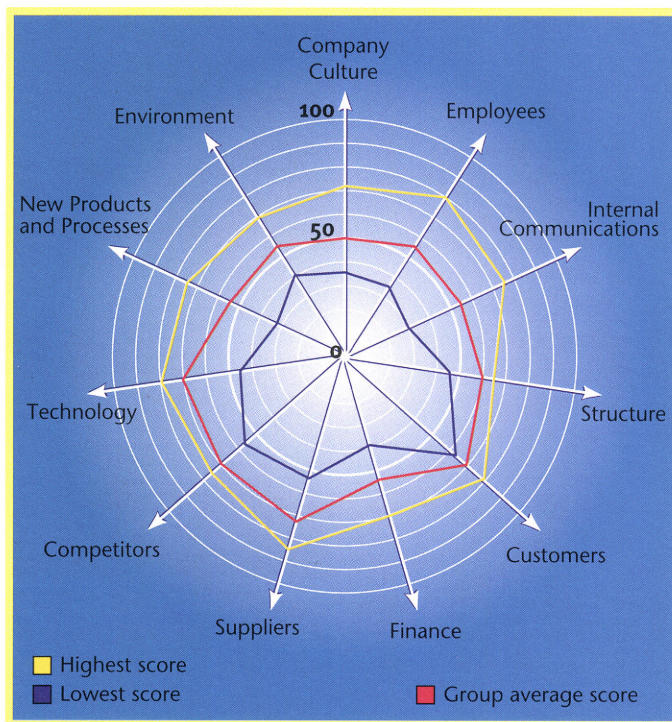 Company
Culture
100
Environment
Employees
New Products
and Processes
Internal
Communications
50
0
Technology
Structure
Competitors
Customers
Suppliers
Finance
Highest score
Lowest score
Group average score